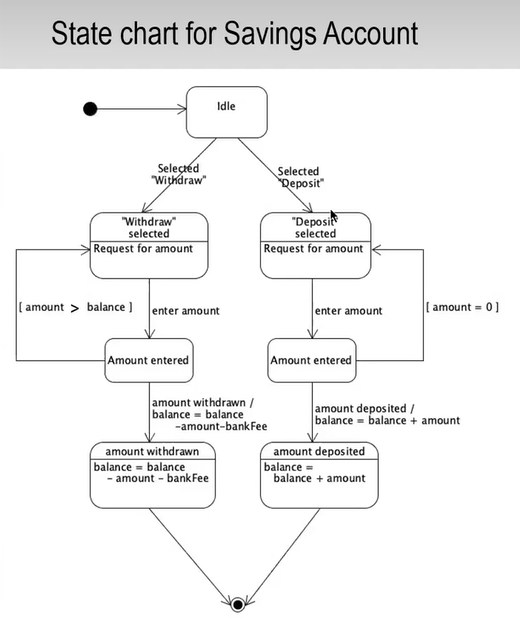 State chart for Savings Account
Idle
Selected
"Withdraw"
Selected
"Deposit"
"Withdraw"
selected
Request for amount
"Deposit"
selected
Request for amount
[ amount > balance ]
enter amount
enter amount
[ amount = 0 ]
Amount entered
Amount entered
amount withdrawn /
balance = balance
-amount-bankFee
amount deposited /
balance = balance + amount
amount withdrawn
balance = balance
- amount - bankFee
amount deposited
balance =
balance + amount